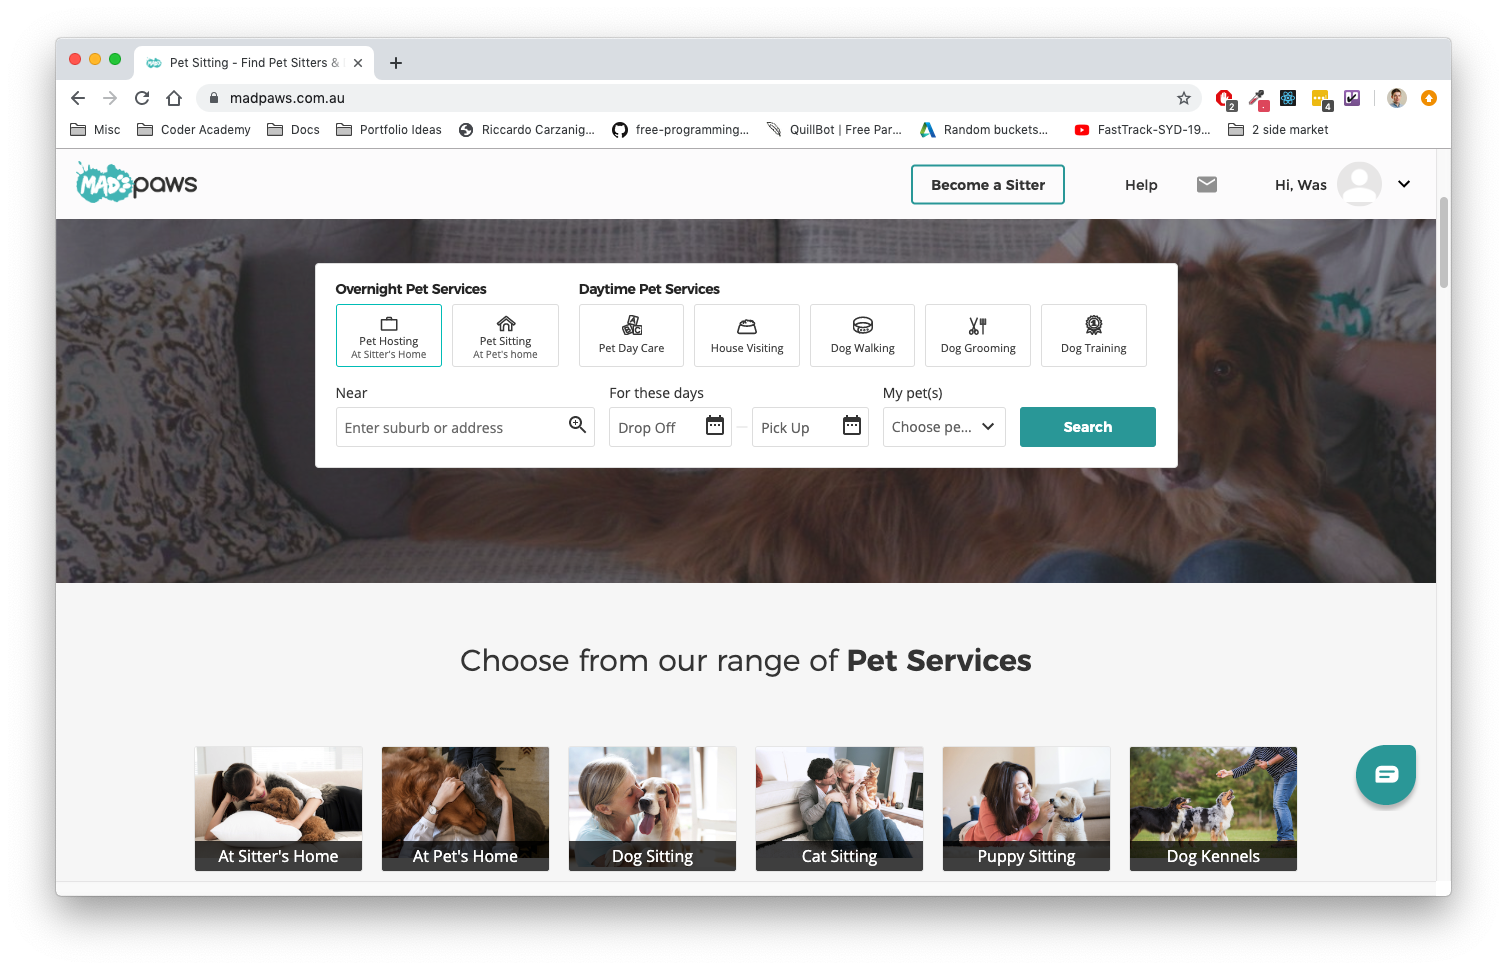 Pet Sitting - Find Pet Sitters &
madpaws.com.au
2
4
Misc
Coder Academy
Docs
Portfolio Ideas
Riccardo Carzanig...
free-programming...
QuillBot | Free Par...
Random buckets...
FastTrack-SYD-19...
2 side market
MAD paws
Become a Sitter
Help
Hi, Was
Overnight Pet Services
Daytime Pet Services
Pet Hosting
At Sitter's Home
Pet Sitting
At Pet's home
Pet Day Care
House Visiting
Dog Walking
Dog Grooming
Dog Training
Near
For these days
My pet(s)
Enter suburb or address
Drop Off
Pick Up
Choose pe...
Search
Choose from our range of Pet Services
At Sitter's Home
At Pet's Home
Dog Sitting
Cat Sitting
Puppy Sitting
Dog Kennels